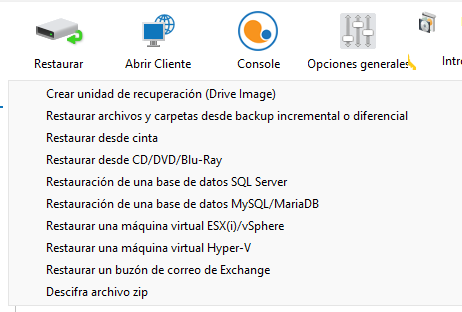 Restaurar
Abrir Cliente
Console
Opciones generales
Intro
Crear unidad de recuperación (Drive Image)
Restaurar archivos y carpetas desde backup incremental o diferencial
Restaurar desde cinta
Restaurar desde CD/DVD/Blu-Ray
Restauración de una base de datos SQL Server
Restauración de una base de datos MySQL/MariaDB
Restaurar una máquina virtual ESX(i)/vSphere
Restaurar una máquina virtual Hyper-V
Restaurar un buzón de correo de Exchange
Descifra archivo zip